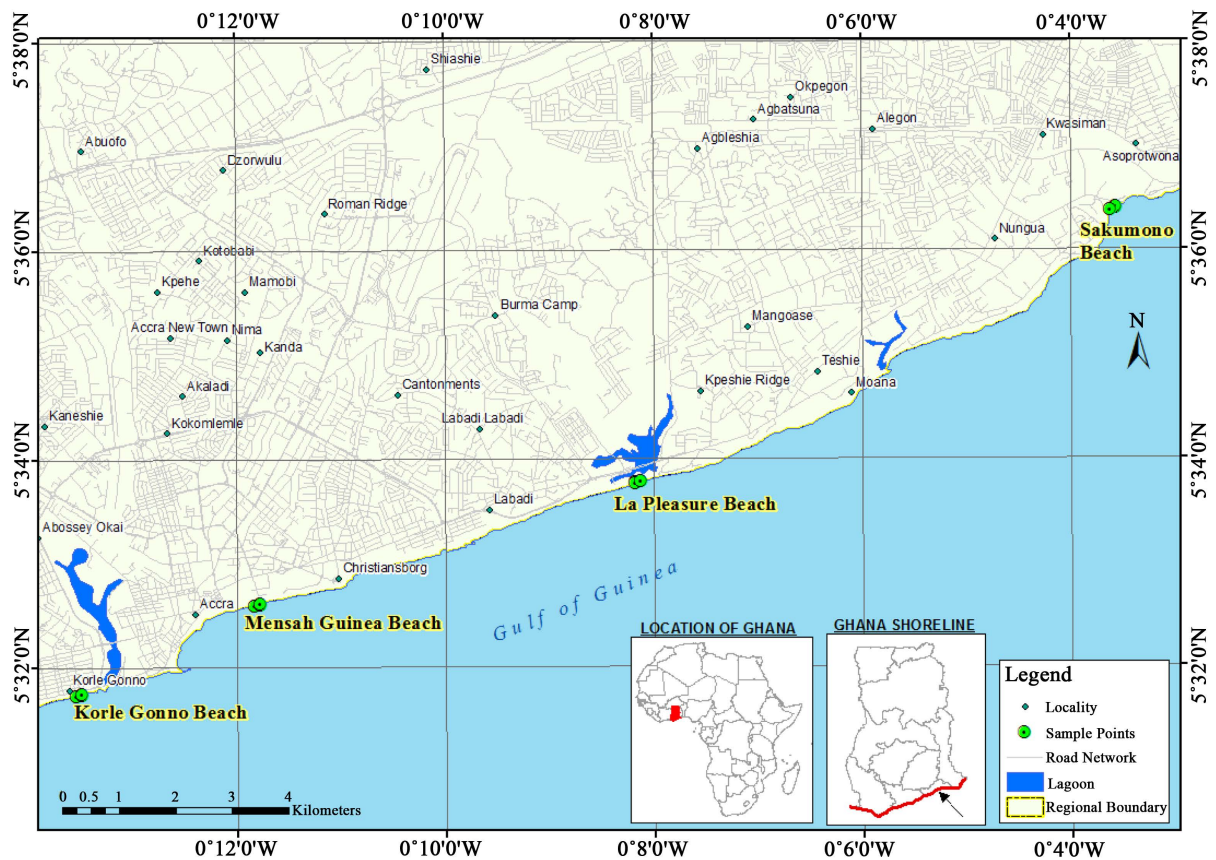 0°12'0"W
0°10'0"W
0°8'0"W
0°6'0"W
0°4'0"W
5°38'0"N
5°38'0"N
Shiashie
Okpegon
Agbatsuna
Alegon
Kwasiman
Abuofo
Agbleshia
Asoprotwona
Dzorwulu
Roman Ridge
Sakumono
Beach
Nungua
5°36'0"N
5°36'0"N
Kotobabi
Kpehe
Mamobi
Burma Camp
Mangoase
N
Accra New Town
Nima
Kanda
Teshie
Akaladi
Cantonments
Kpeshie Ridge
Moana
Kaneshie
Kokomlemle
Labadi Labadi
5°34'0"N
5°34'0"N
La Pleasure Beach
Labadi
Abossey Okai
Christiansborg
Accra
Mensah Guinea Beach
Gulf of Guinea
5°32'0"N
5°32'0"N
Korle Gonno
Korle Gonno Beach
LOCATION OF GHANA
GHANA SHORELINE
Legend
Locality
Sample Points
Road Network
Lagoon
Regional Boundary
0 0.5 1 2 3 4
Kilometers
0°12'0"W
0°10'0"W
0°8'0"W
0°6'0"W
0°4'0"W